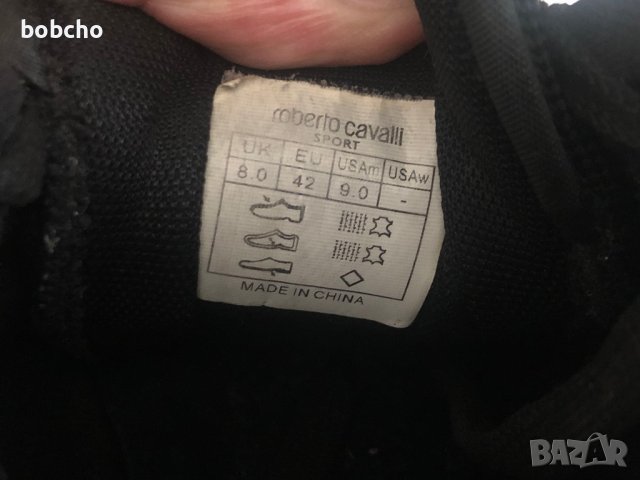 bobcho
roberto cavalli
SPORT
UK EU USAm USAw
8.0 42 9.0 -
MADE IN CHINA
BAZAR